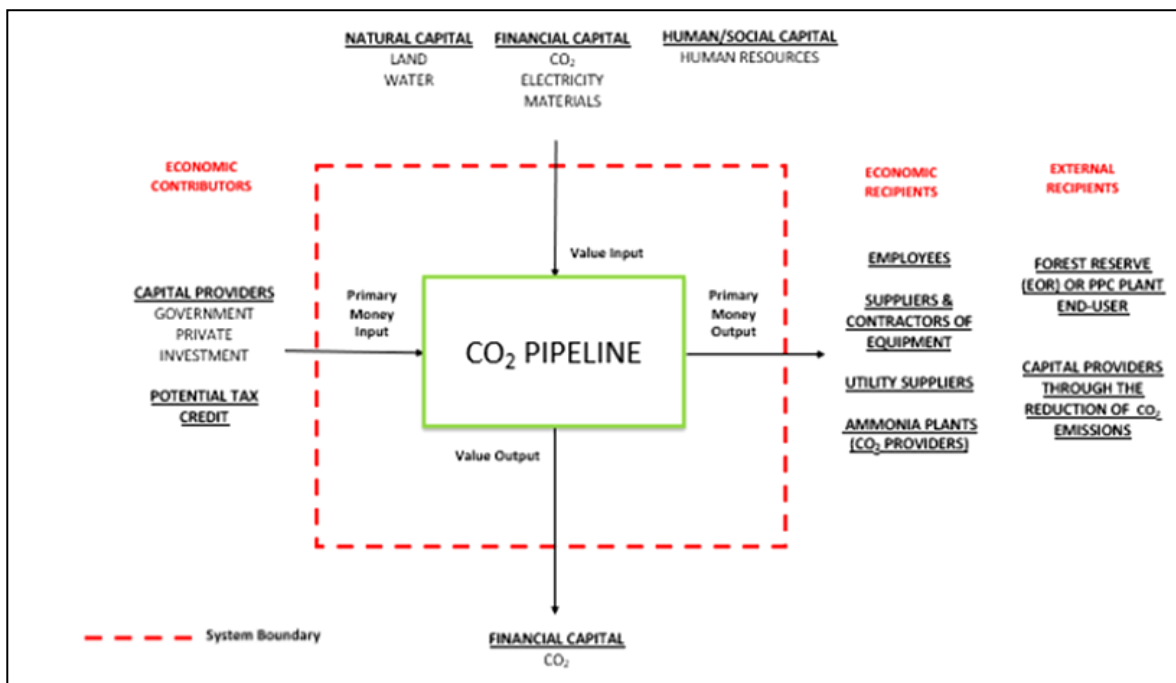 NATURAL CAPITAL
LAND
WATER
FINANCIAL CAPITAL
CO₂
ELECTRICITY
MATERIALS
HUMAN/SOCIAL CAPITAL
HUMAN RESOURCES
ECONOMIC
CONTRIBUTORS
CAPITAL PROVIDERS
GOVERNMENT
PRIVATE
INVESTMENT
POTENTIAL TAX
CREDIT
Primary
Money
Input
Value Input
CO₂ PIPELINE
Value Output
Primary
Money
Output
ECONOMIC
RECIPIENTS
EMPLOYEES
SUPPLIERS &
CONTRACTORS OF
EQUIPMENT
UTILITY SUPPLIERS
AMMONIA PLANTS
(CO₂ PROVIDERS)
EXTERNAL
RECIPIENTS
FOREST RESERVE
(EOR) OR PPC PLANT
END-USER
CAPITAL PROVIDERS
THROUGH THE
REDUCTION OF CO₂
EMISSIONS
System Boundary
FINANCIAL CAPITAL
CO₂